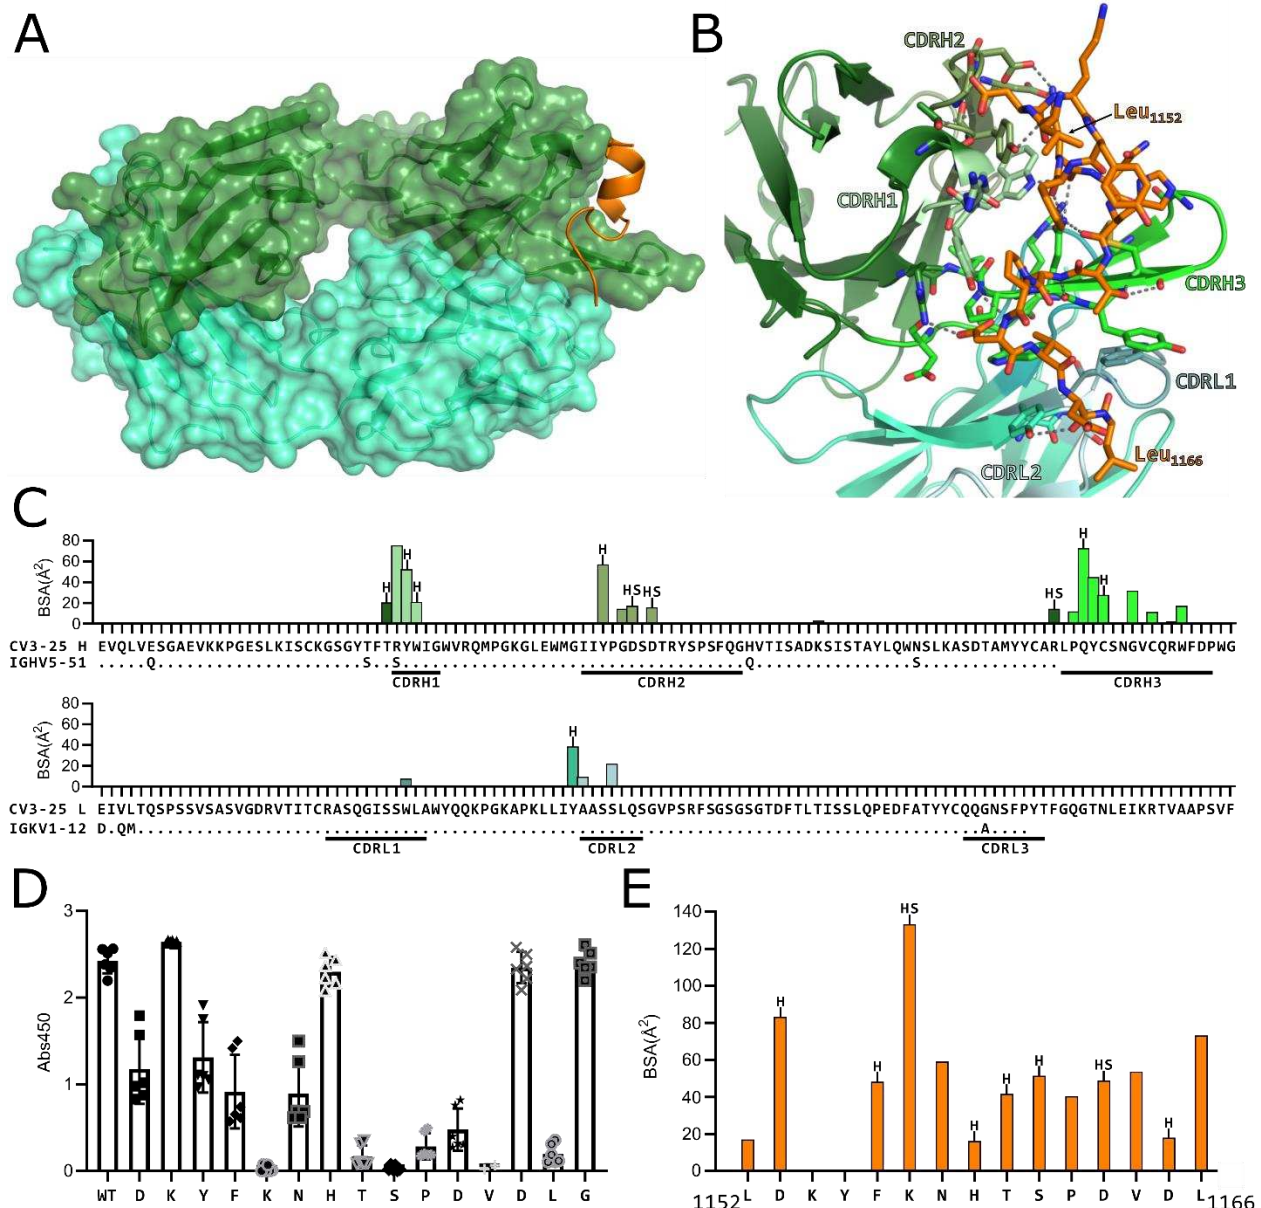 A
B
CDRH2
Leu1152
CDRH1
CDRH3
CDRL1
CDRL2
Leu1166
C
BSA(Å²)
80
60
40
20
0
H
H
H
H
HS
HS
HS
H
H
CV3-25 H EVQLVESGAEVKKPGESLKISCKGSGYTFTRYWIGWVRQMPGKGLEWMGIIYPGDSDTRYSPSFQGHVTISADKSISTAYLQWNSLKASDTAMYYCARLPQYCSNGVCQRWFDPWG
IGHV5-51 .....Q.....................S..S...................................Q................S..............
CDRH1 CDRH2 CDRH3
BSA(Å²)
80
60
40
20
0
H
CV3-25 L EIVLTQSPSSVSASVGDRVTITCRASQGISSWLAWYQQKPGKAPKLLIYAASSLQSGVPSRFSGSGSGTDFTLTISSLQPEDFATYYCQQGNSFPYTFGQGTNLEIKRTVAAPSVF
IGKV1-12 D.QM......................................................................................A....
CDRL1 CDRL2 CDRL3
D
Abs450
3
2
1
0
WT D K Y F K N H T S P D V D L G
E
BSA(Å²)
140
120
100
80
60
40
20
0
H
H
HS
H
H
H
HS
H
1152 L D K Y F K N H T S P D V D L 1166